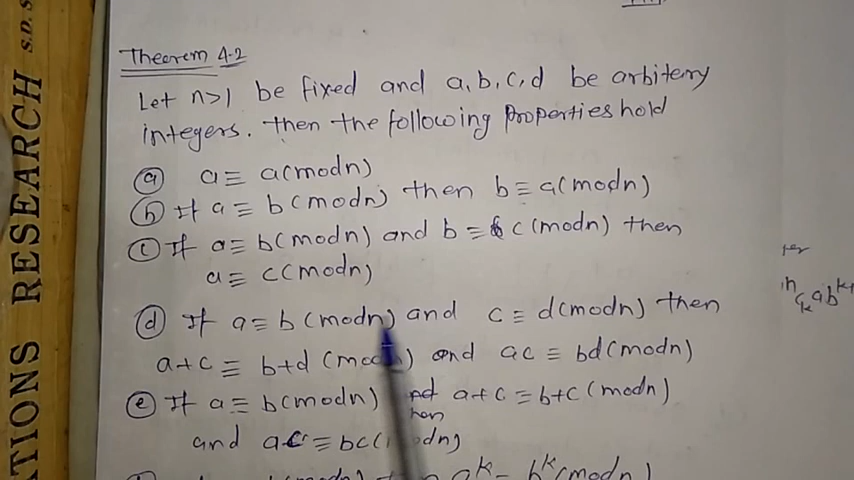 Theorem 4.2
Let n>1 be fixed and a,b,c,d be arbitery
integers. Then the following Properties hold
(a) a ≡ a(modn)
(b) If a ≡ b(modn) then b ≡ a(modn)
(c) If a ≡ b(modn) and b ≡ c(modn) then
a ≡ c(modn)
(d) If a ≡ b(modn) and c ≡ d(modn) then
a+c ≡ b+d (modn) and ac ≡ bd(modn)
(e) If a ≡ b(modn) then a+c ≡ b+c(modn)
and ac ≡ bc(modn)
a^k ≡ b^k(modn)
ATIONS RESEARCH S.D.S